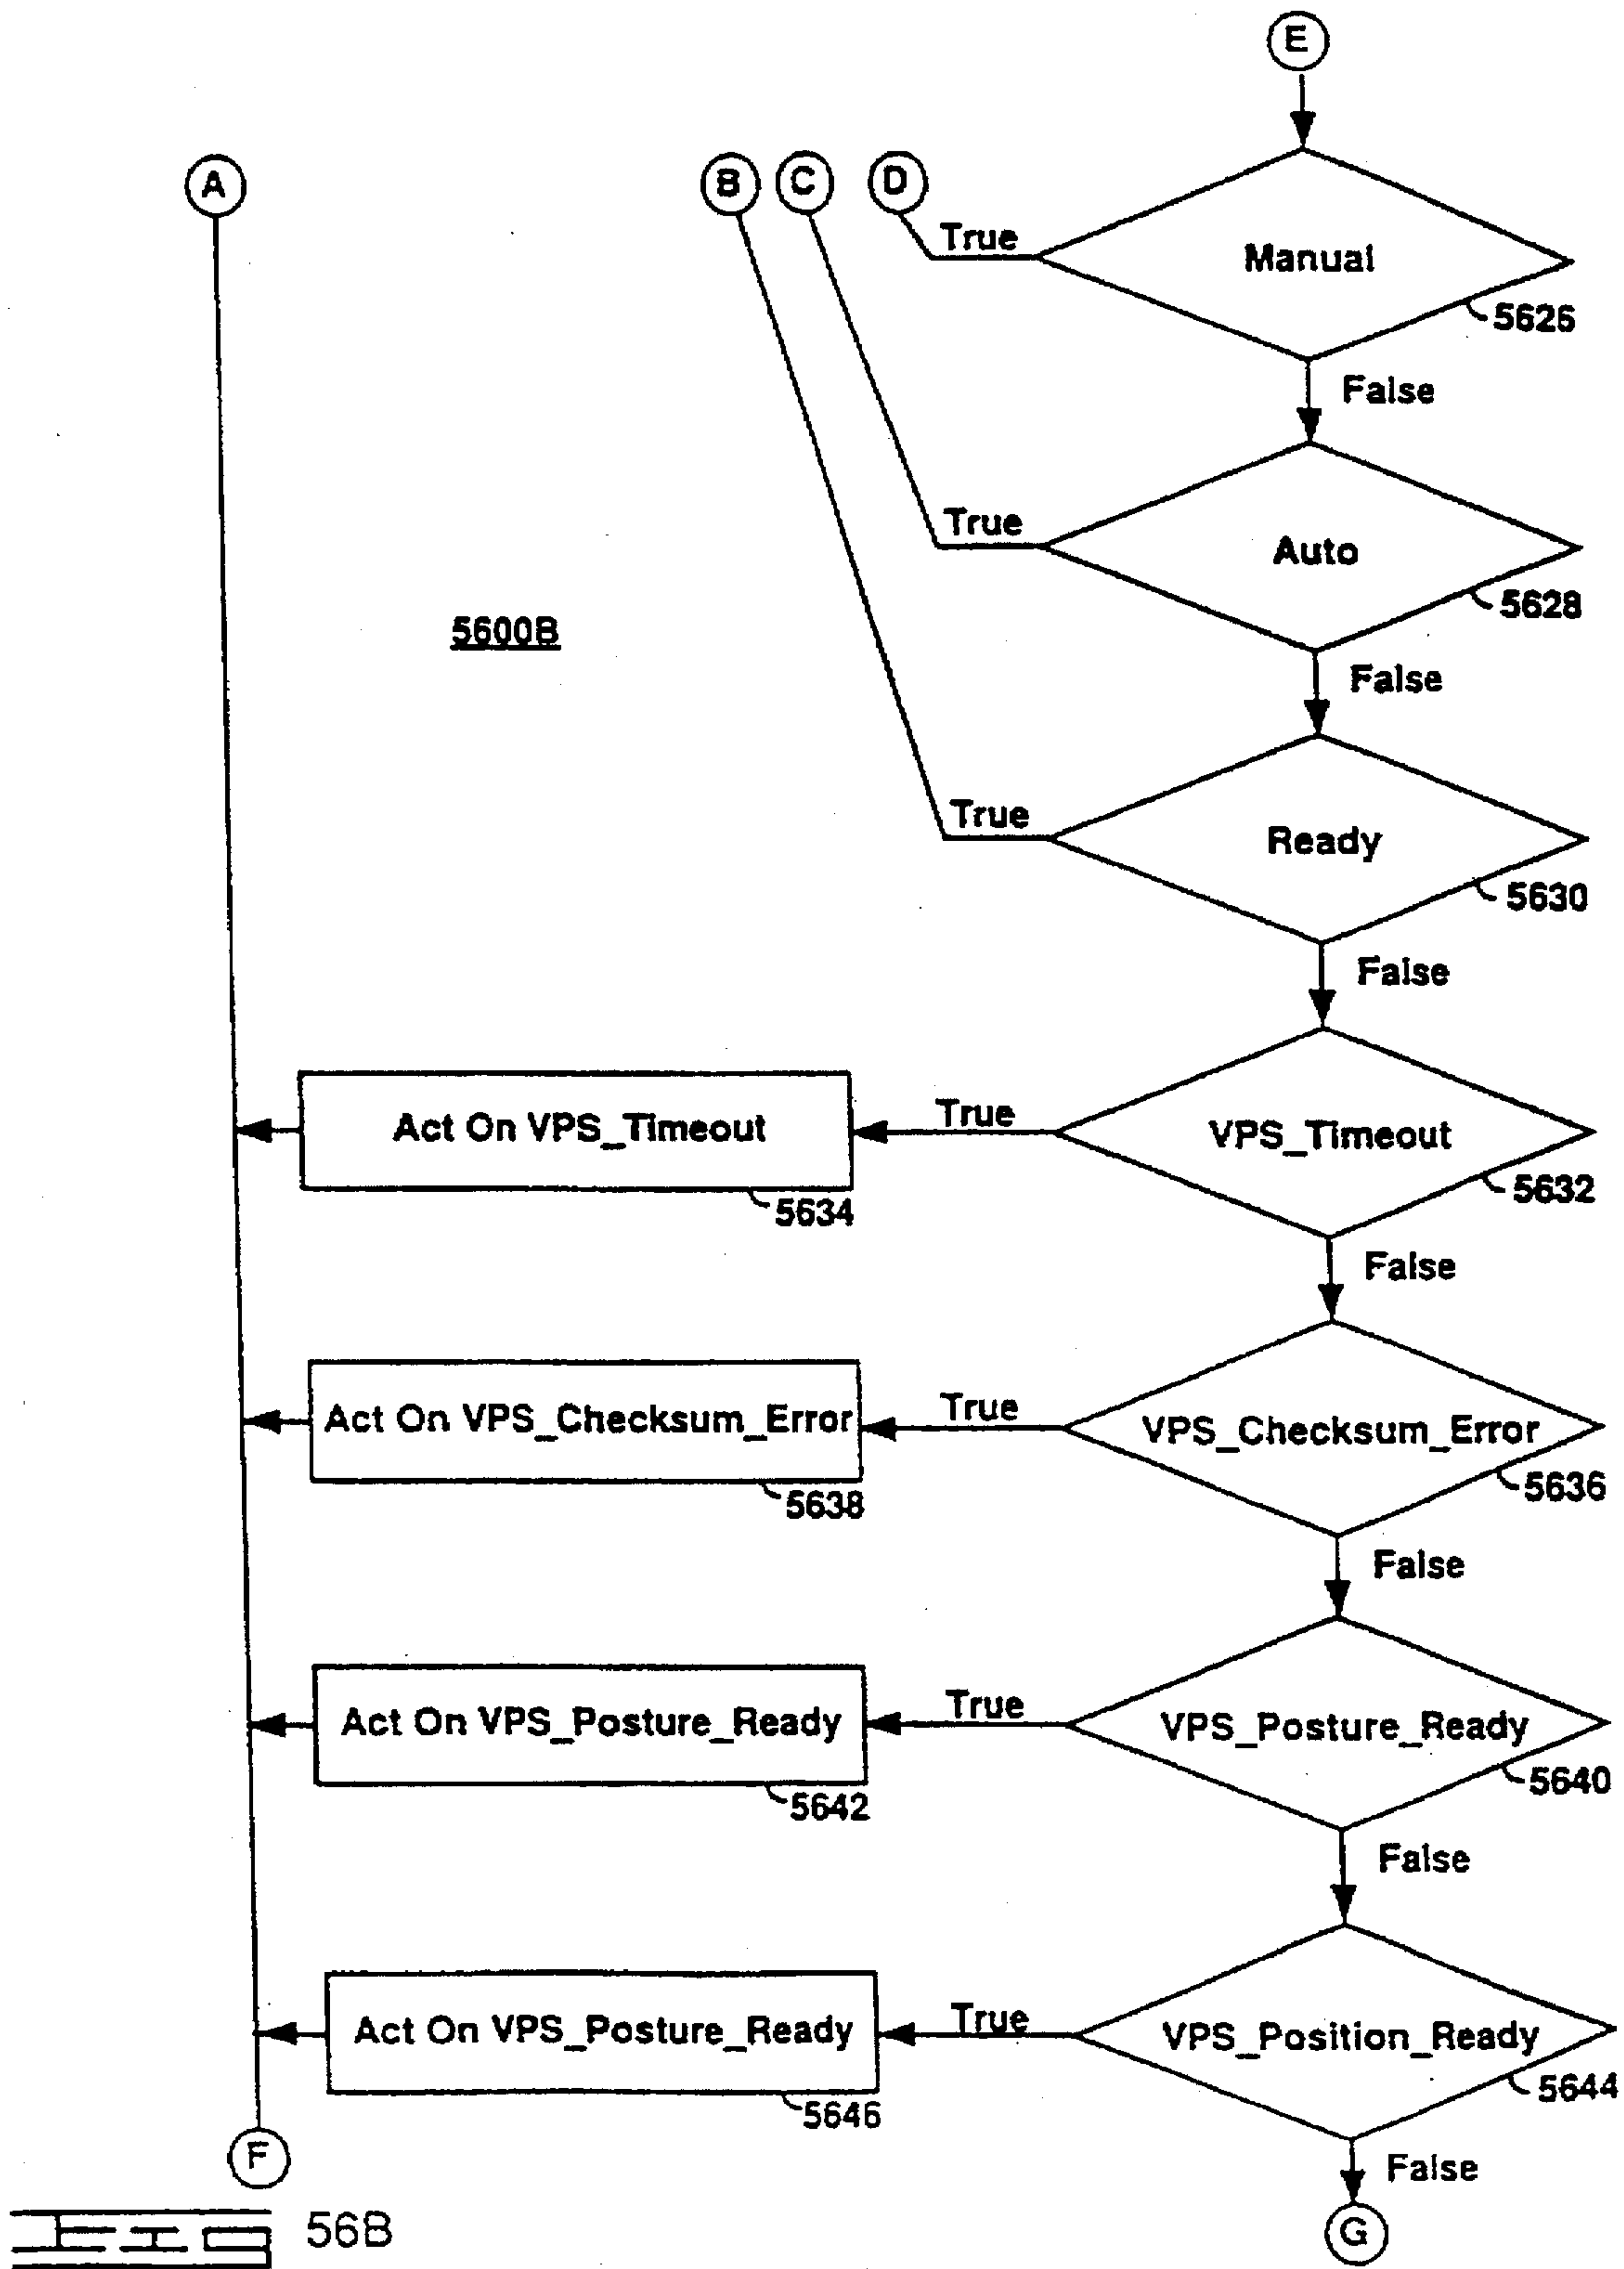 E
A
B
C
D
True
Manual
5626
False
True
Auto
5628
5600B
False
True
Ready
5630
False
Act On VPS_Timeout
True
VPS_Timeout
5634
5632
False
Act On VPS_Checksum_Error
True
VPS_Checksum_Error
5638
5636
False
Act On VPS_Posture_Ready
True
VPS_Posture_Ready
5642
5640
False
Act On VPS_Posture_Ready
True
VPS_Position_Ready
5646
5644
F
False
56B
G